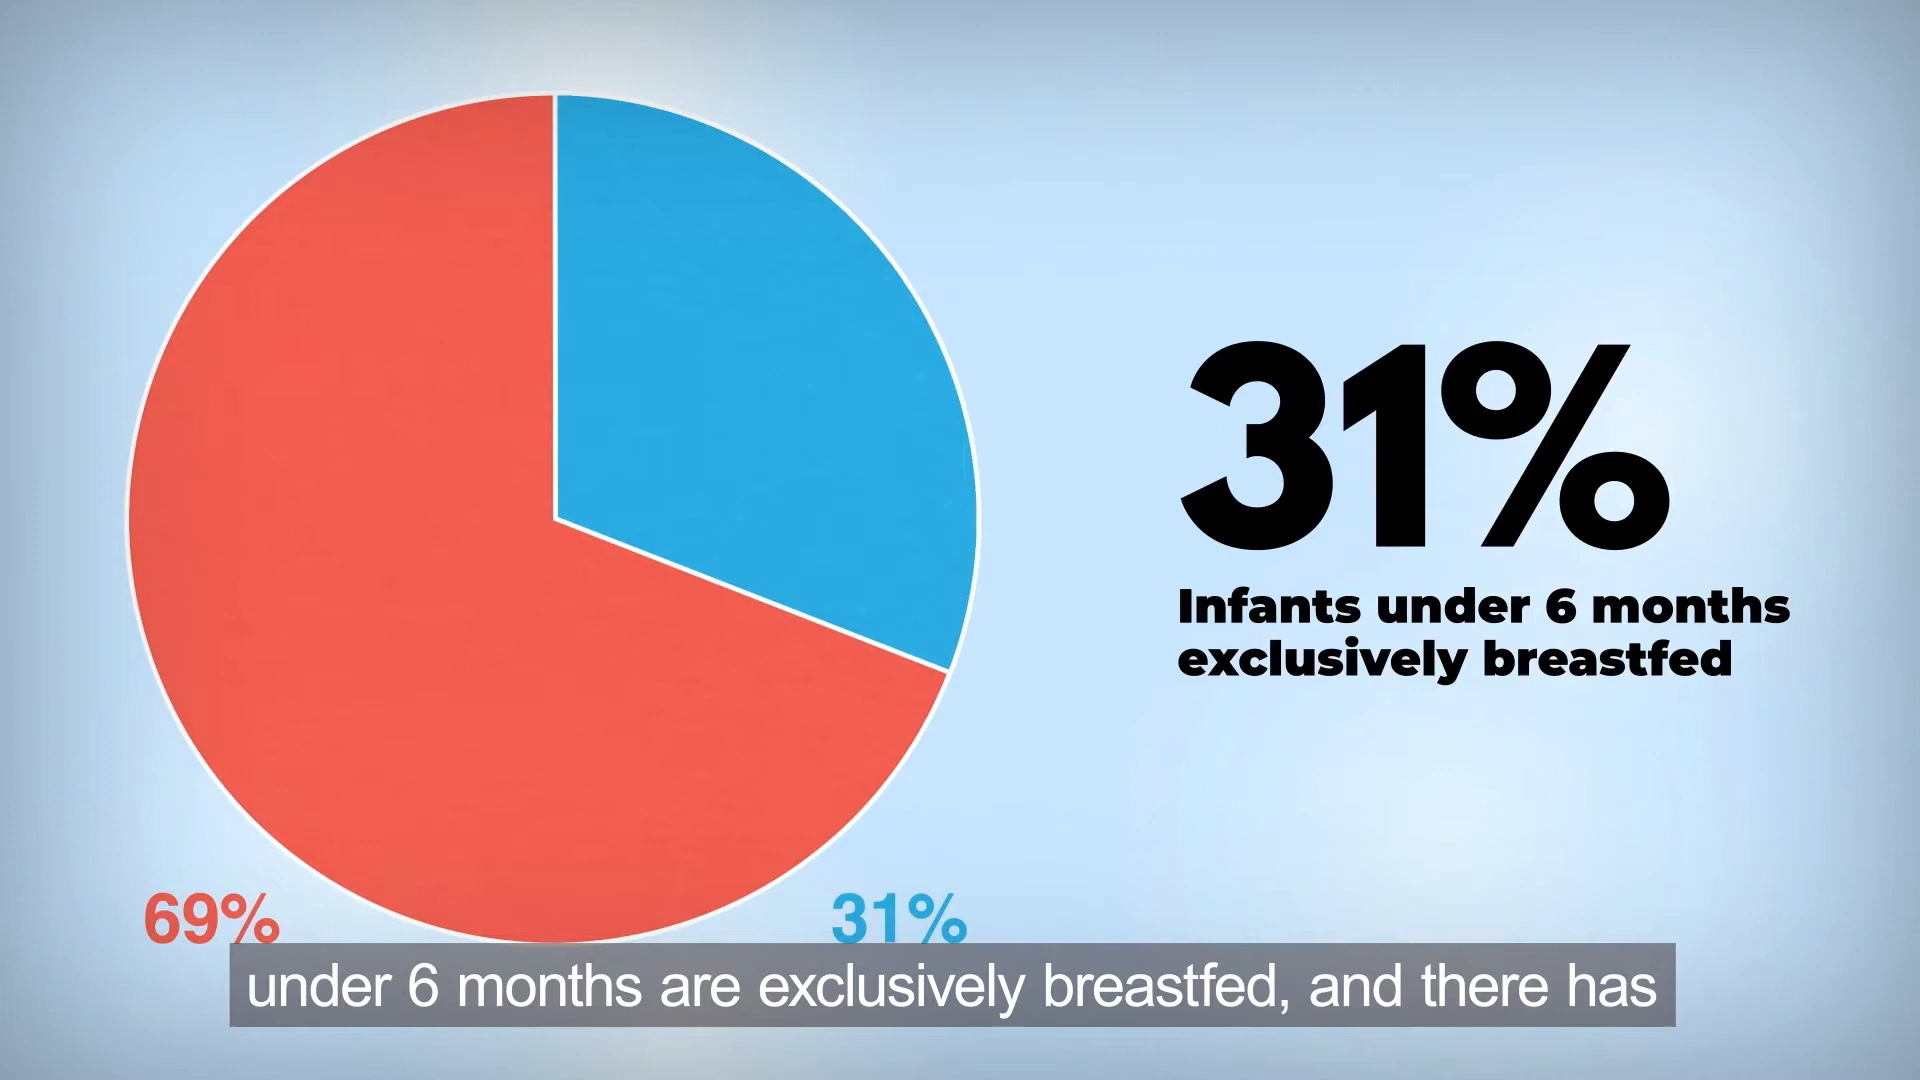 31%
Infants under 6 months
exclusively breastfed
69%
31%
under 6 months are exclusively breastfed, and there has